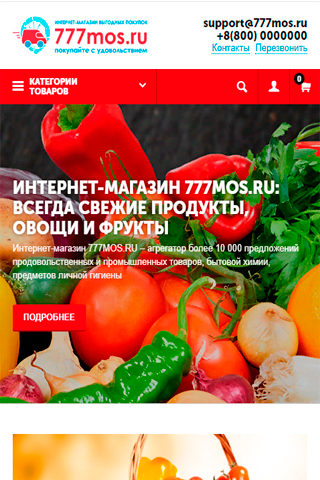 ИНТЕРНЕТ-МАГАЗИН ВЫГОДНЫХ ПОКУПОК
777mos.ru
покупайте с удовольствием
support@777mos.ru
+8(800) 0000000
Контакты Перезвонить
КАТЕГОРИИ
ТОВАРОВ
0
ИНТЕРНЕТ-МАГАЗИН 777MOS.RU:
ВСЕГДА СВЕЖИЕ ПРОДУКТЫ,
ОВОЩИ И ФРУКТЫ
Интернет-магазин 777MOS.RU – агрегатор более 10 000 предложений
продовольственных и промышленных товаров, бытовой химии,
предметов личной гигиены
ПОДРОБНЕЕ